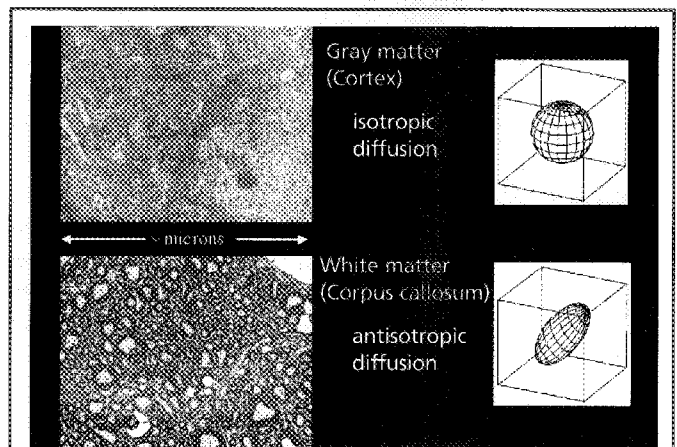 Gray matter
(Cortex)
isotropic
diffusion
~ microns
White matter
(Corpus callosum)
antisotropic
diffusion